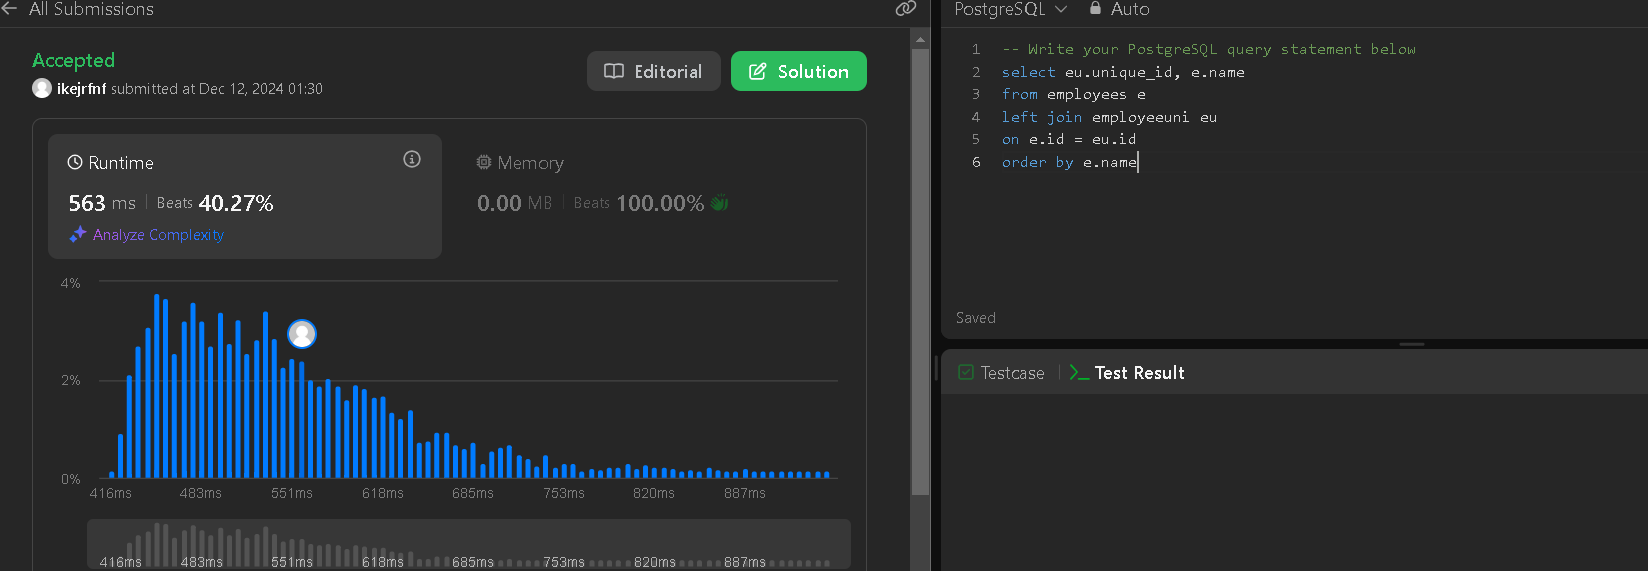 All Submissions
Accepted
ikejrfnf submitted at Dec 12, 2024 01:30
Editorial
Solution
Runtime
563 ms | Beats 40.27%
Analyze Complexity
Memory
0.00 MB | Beats 100.00%
4%
2%
0%
416ms 483ms 551ms 618ms 685ms 753ms 820ms 887ms
416ms 483ms 551ms 618ms 685ms 753ms 820ms 887ms
PostgreSQL Auto
1 -- Write your PostgreSQL query statement below
2 select eu.unique_id, e.name
3 from employees e
4 left join employeeuni eu
5 on e.id = eu.id
6 order by e.name
Saved
Testcase | >_ Test Result